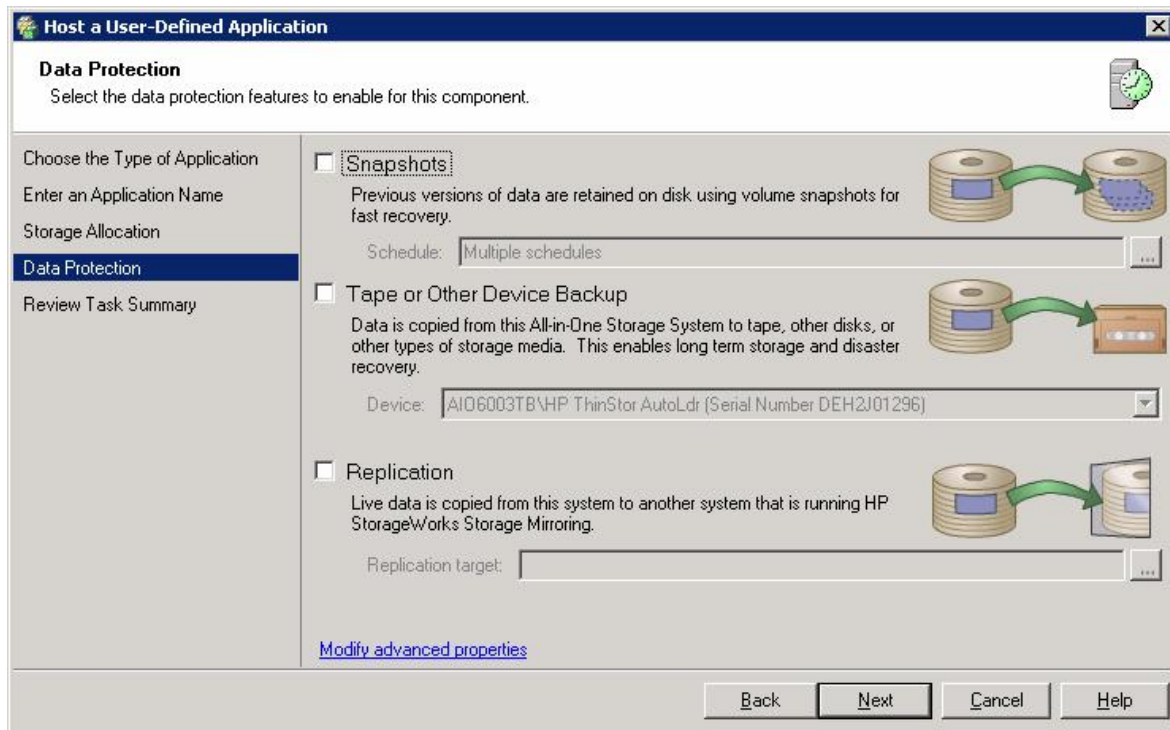 Host a User-Defined Application
Data Protection
Select the data protection features to enable for this component.
Choose the Type of Application
Enter an Application Name
Storage Allocation
Data Protection
Review Task Summary
Snapshots
Previous versions of data are retained on disk using volume snapshots for
fast recovery.
Schedule: Multiple schedules
...
Tape or Other Device Backup
Data is copied from this All-in-One Storage System to tape, other disks, or
other types of storage media. This enables long term storage and disaster
recovery.
Device: AIO6003TB\HP ThinStor AutoLdr (Serial Number DEH2J01296)
Replication
Live data is copied from this system to another system that is running HP
StorageWorks Storage Mirroring.
Replication target:
...
Modify advanced properties
Back Next Cancel Help